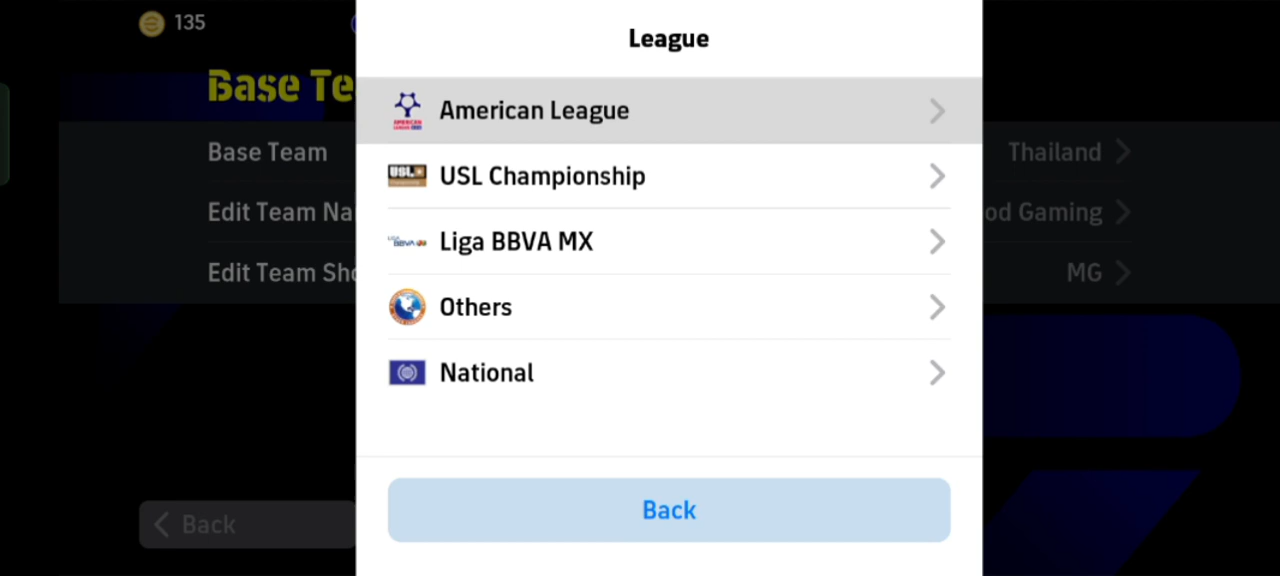 135
League
Base Te
American League
Base Team
Thailand
USL Championship
Edit Team Na
od Gaming
Liga BBVA MX
Edit Team Sho
MG
Others
National
Back
Back